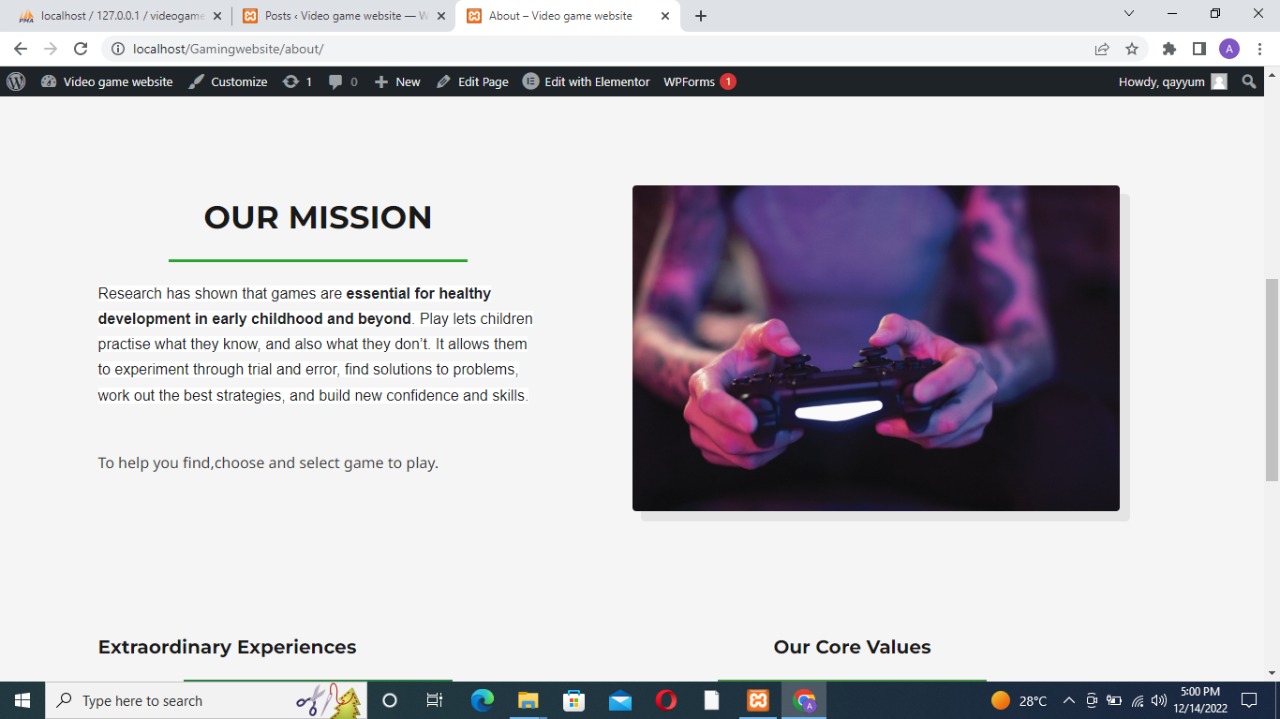 localhost / 127.0.0.1 / videogame
Posts ‹ Video game website — W
About – Video game website
localhost/Gamingwebsite/about/
A
Video game website
Customize
1
0
New
Edit Page
Edit with Elementor
WPForms 1
Howdy, qayyum
OUR MISSION
Research has shown that games are essential for healthy
development in early childhood and beyond. Play lets children
practise what they know, and also what they don't. It allows them
to experiment through trial and error, find solutions to problems,
work out the best strategies, and build new confidence and skills.
To help you find,choose and select game to play.
Extraordinary Experiences
Our Core Values
Type here to search
28°C
5:00 PM
12/14/2022